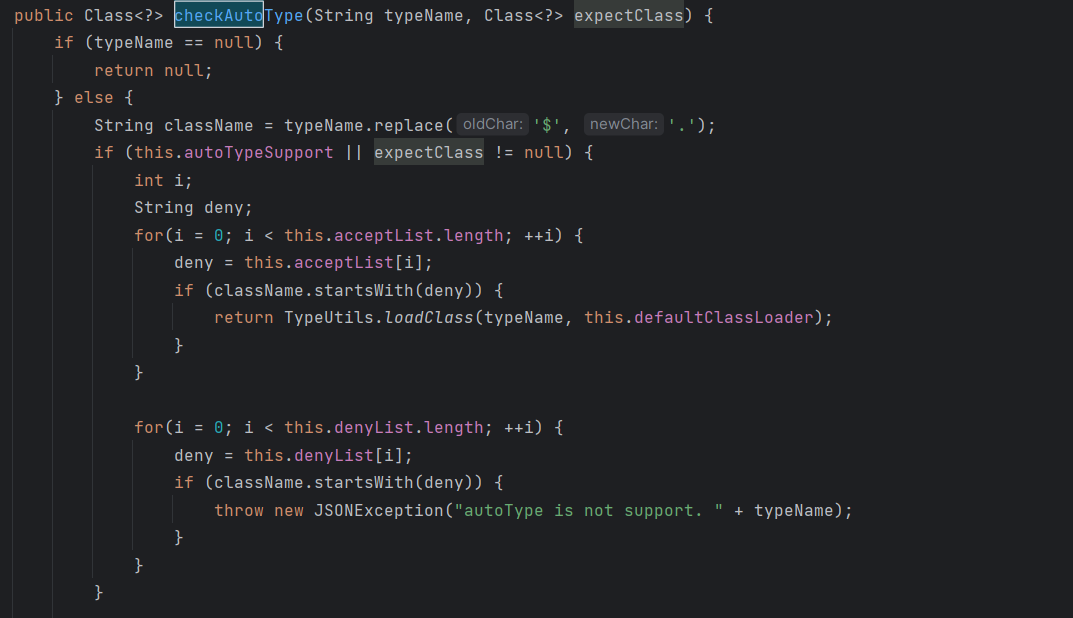 public Class<?> checkAutoType(String typeName, Class<?> expectClass) {
    if (typeName == null) {
        return null;
    } else {
        String className = typeName.replace( oldChar: '$', newChar: '.');
        if (this.autoTypeSupport || expectClass != null) {
            int i;
            String deny;
            for(i = 0; i < this.acceptList.length; ++i) {
                deny = this.acceptList[i];
                if (className.startsWith(deny)) {
                    return TypeUtils.loadClass(typeName, this.defaultClassLoader);
                }
            }

            for(i = 0; i < this.denyList.length; ++i) {
                deny = this.denyList[i];
                if (className.startsWith(deny)) {
                    throw new JSONException("autoType is not support. " + typeName);
                }
            }
        }